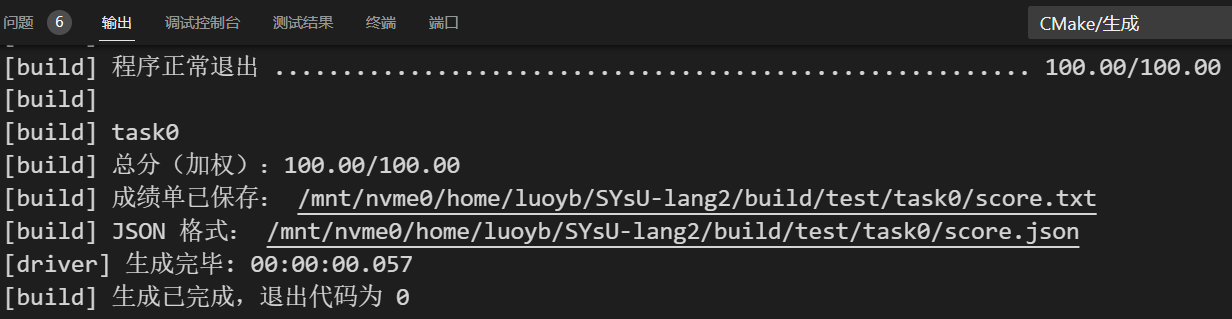 问题 6 输出 调试控制台 测试结果 终端 端口 CMake/生成
[build] 程序正常退出 ........................................................ 100.00/100.00
[build]
[build] task0
[build] 总分（加权）：100.00/100.00
[build] 成绩单已保存： /mnt/nvme0/home/luoyb/SYsU-lang2/build/test/task0/score.txt
[build] JSON 格式： /mnt/nvme0/home/luoyb/SYsU-lang2/build/test/task0/score.json
[driver] 生成完毕: 00:00:00.057
[build] 生成已完成，退出代码为 0